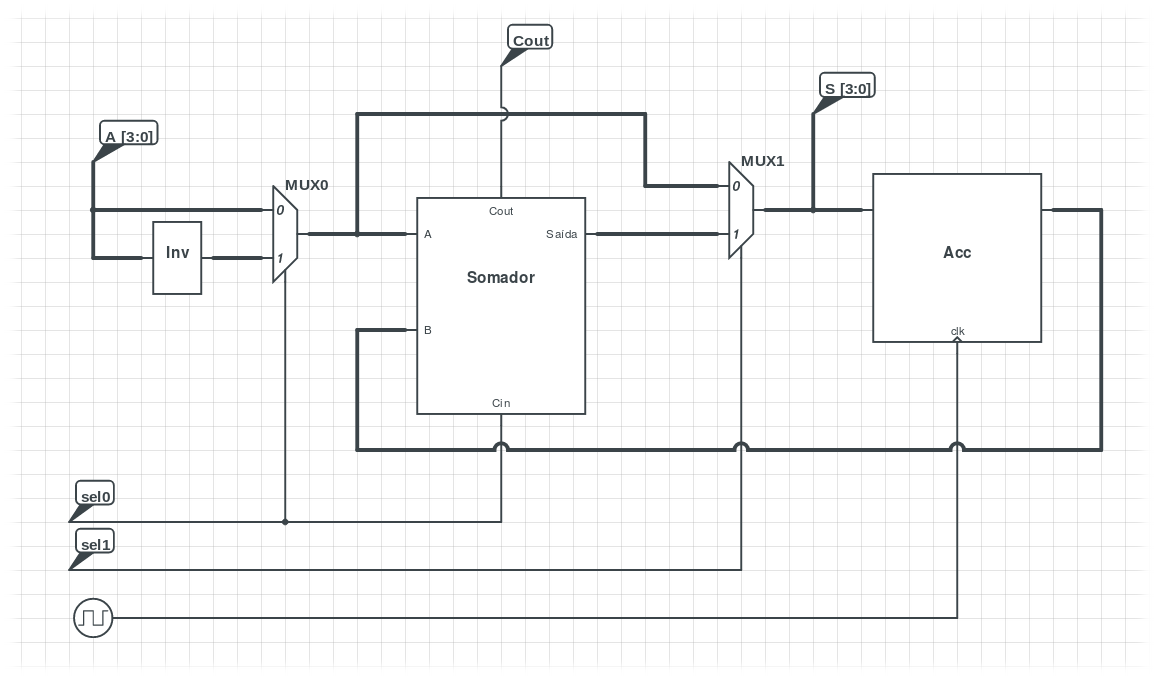 Cout
S [3:0]
A [3:0]
MUX1
MUX0
0
1
0
1
Inv
Cout
A
Saída
Somador
B
Cin
Acc
clk
sel0
sel1